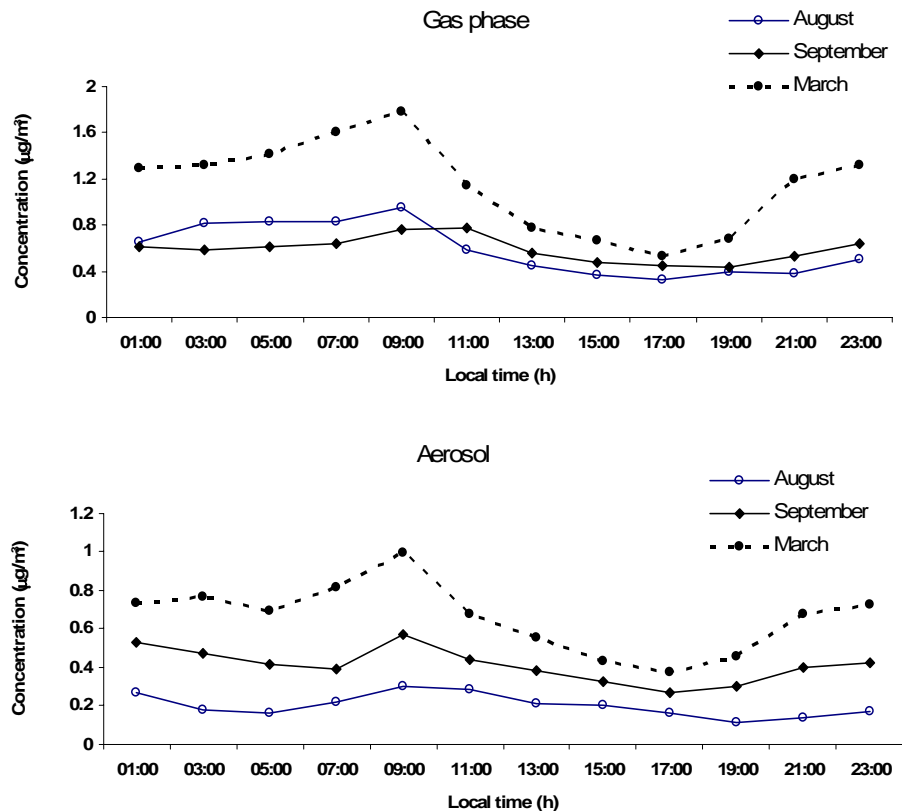 Gas phase
August
September
March
Concentration (µg/m³)
2
1.6
1.2
0.8
0.4
0
01:00 03:00 05:00 07:00 09:00 11:00 13:00 15:00 17:00 19:00 21:00 23:00
Local time (h)
Aerosol
August
September
March
Concentration (µg/m³)
1.2
1
0.8
0.6
0.4
0.2
0
01:00 03:00 05:00 07:00 09:00 11:00 13:00 15:00 17:00 19:00 21:00 23:00
Local time (h)